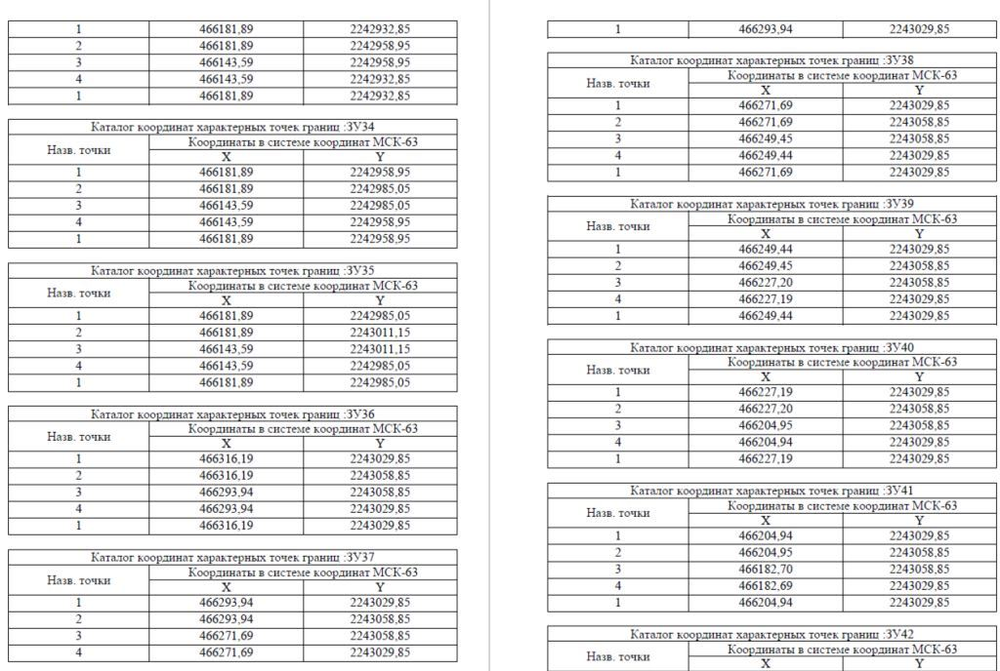 1 466181,89 2242932,85
2 466181,89 2242958,95
3 466143,59 2242958,95
4 466143,59 2242932,85
1 466181,89 2242932,85
Каталог координат характерных точек границ :ЗУ34
Назв. точки Координаты в системе координат МСК-63
X Y
1 466181,89 2242958,95
2 466181,89 2242985,05
3 466143,59 2242985,05
4 466143,59 2242958,95
1 466181,89 2242958,95
Каталог координат характерных точек границ :ЗУ35
Назв. точки Координаты в системе координат МСК-63
X Y
1 466181,89 2242985,05
2 466181,89 2243011,15
3 466143,59 2243011,15
4 466143,59 2242985,05
1 466181,89 2242985,05
Каталог координат характерных точек границ :ЗУ36
Назв. точки Координаты в системе координат МСК-63
X Y
1 466316,19 2243029,85
2 466316,19 2243058,85
3 466293,94 2243058,85
4 466293,94 2243029,85
1 466316,19 2243029,85
Каталог координат характерных точек границ :ЗУ37
Назв. точки Координаты в системе координат МСК-63
X Y
1 466293,94 2243029,85
2 466293,94 2243058,85
3 466271,69 2243058,85
4 466271,69 2243029,85
1 466293,94 2243029,85
Каталог координат характерных точек границ :ЗУ38
Назв. точки Координаты в системе координат МСК-63
X Y
1 466271,69 2243029,85
2 466271,69 2243058,85
3 466249,45 2243058,85
4 466249,44 2243029,85
1 466271,69 2243029,85
Каталог координат характерных точек границ :ЗУ39
Назв. точки Координаты в системе координат МСК-63
X Y
1 466249,44 2243029,85
2 466249,45 2243058,85
3 466227,20 2243058,85
4 466227,19 2243029,85
1 466249,44 2243029,85
Каталог координат характерных точек границ :ЗУ40
Назв. точки Координаты в системе координат МСК-63
X Y
1 466227,19 2243029,85
2 466227,20 2243058,85
3 466204,95 2243058,85
4 466204,94 2243029,85
1 466227,19 2243029,85
Каталог координат характерных точек границ :ЗУ41
Назв. точки Координаты в системе координат МСК-63
X Y
1 466204,94 2243029,85
2 466204,95 2243058,85
3 466182,70 2243058,85
4 466182,69 2243029,85
1 466204,94 2243029,85
Каталог координат характерных точек границ :ЗУ42
Назв. точки Координаты в системе координат МСК-63
X Y